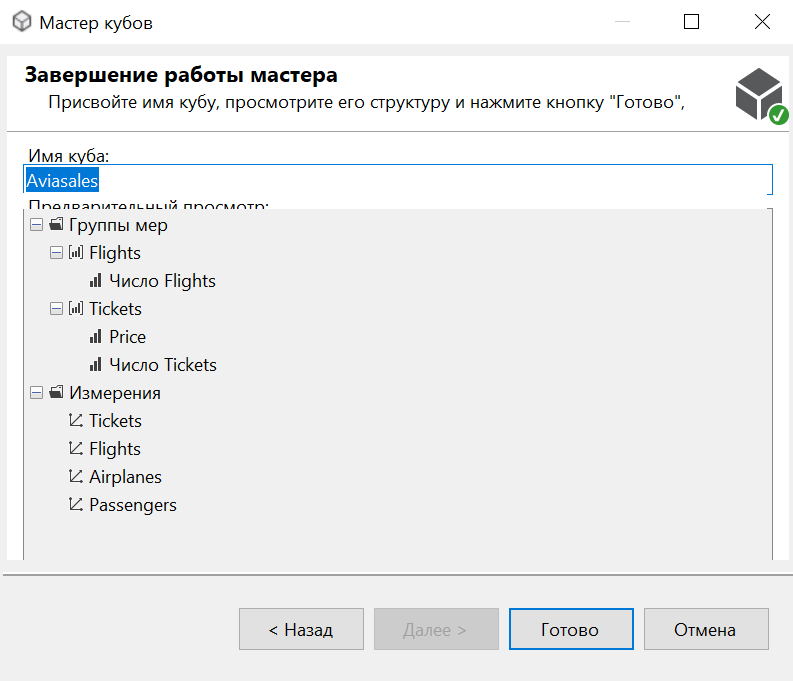 Мастер кубов
Завершение работы мастера
Присвойте имя кубу, просмотрите его структуру и нажмите кнопку "Готово",
Имя куба:
Aviasales
Предварительный просмотр:
Группы мер
Flights
Число Flights
Tickets
Price
Число Tickets
Измерения
Tickets
Flights
Airplanes
Passengers
< Назад
Далее >
Готово
Отмена